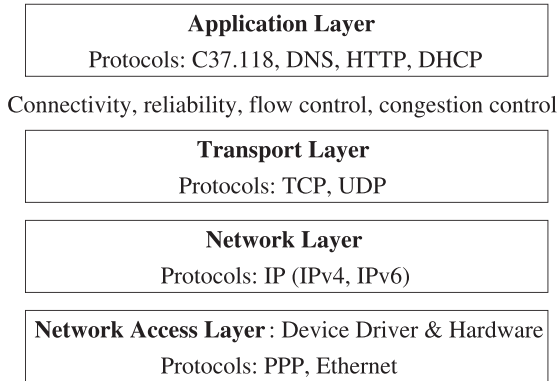 Application Layer
Protocols: C37.118, DNS, HTTP, DHCP
Connectivity, reliability, flow control, congestion control
Transport Layer
Protocols: TCP, UDP
Network Layer
Protocols: IP (IPv4, IPv6)
Network Access Layer: Device Driver & Hardware
Protocols: PPP, Ethernet